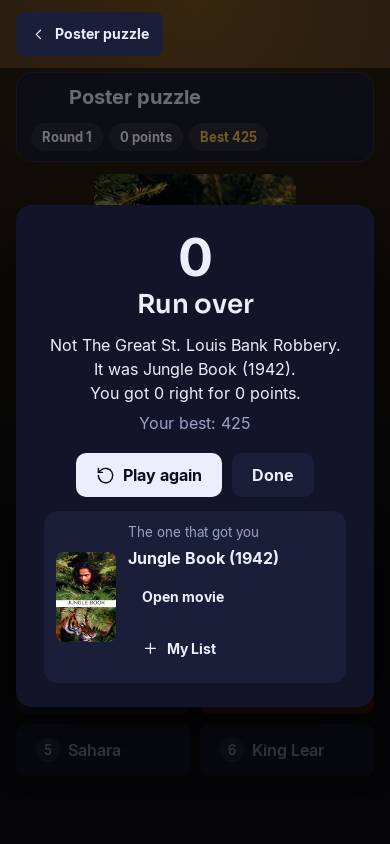 Poster puzzle
Poster puzzle
Round 1
0 points
Best 425
0
Run over
Not The Great St. Louis Bank Robbery.
It was Jungle Book (1942).
You got 0 right for 0 points.
Your best: 425
Play again
Done
The one that got you
Jungle Book (1942)
JUNGLE BOOK
Open movie
My List
5 Sahara
6 King Lear